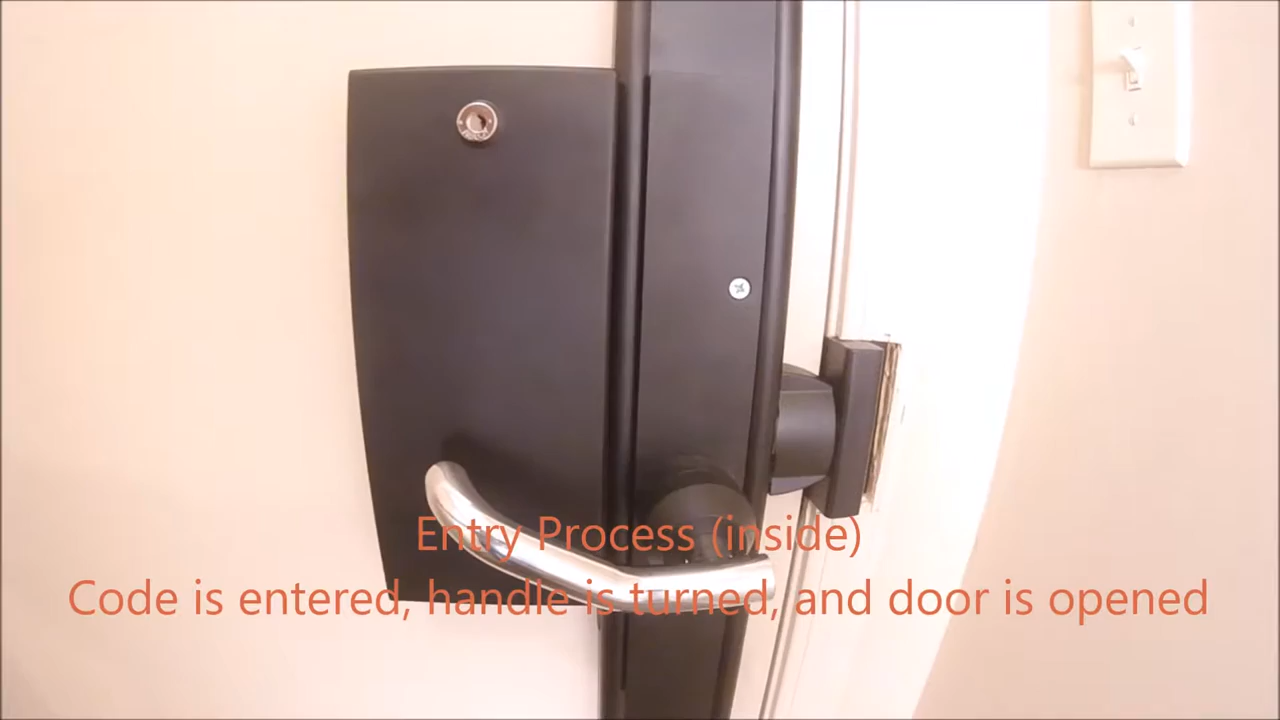 Entry Process (inside)
Code is entered, handle is turned, and door is opened